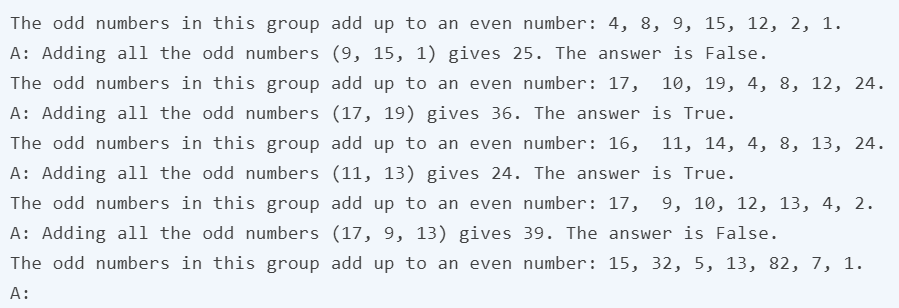 The odd numbers in this group add up to an even number: 4, 8, 9, 15, 12, 2, 1.
A: Adding all the odd numbers (9, 15, 1) gives 25. The answer is False.
The odd numbers in this group add up to an even number: 17,  10, 19, 4, 8, 12, 24.
A: Adding all the odd numbers (17, 19) gives 36. The answer is True.
The odd numbers in this group add up to an even number: 16,  11, 14, 4, 8, 13, 24.
A: Adding all the odd numbers (11, 13) gives 24. The answer is True.
The odd numbers in this group add up to an even number: 17,  9, 10, 12, 13, 4, 2.
A: Adding all the odd numbers (17, 9, 13) gives 39. The answer is False.
The odd numbers in this group add up to an even number: 15, 32, 5, 13, 82, 7, 1.
A: